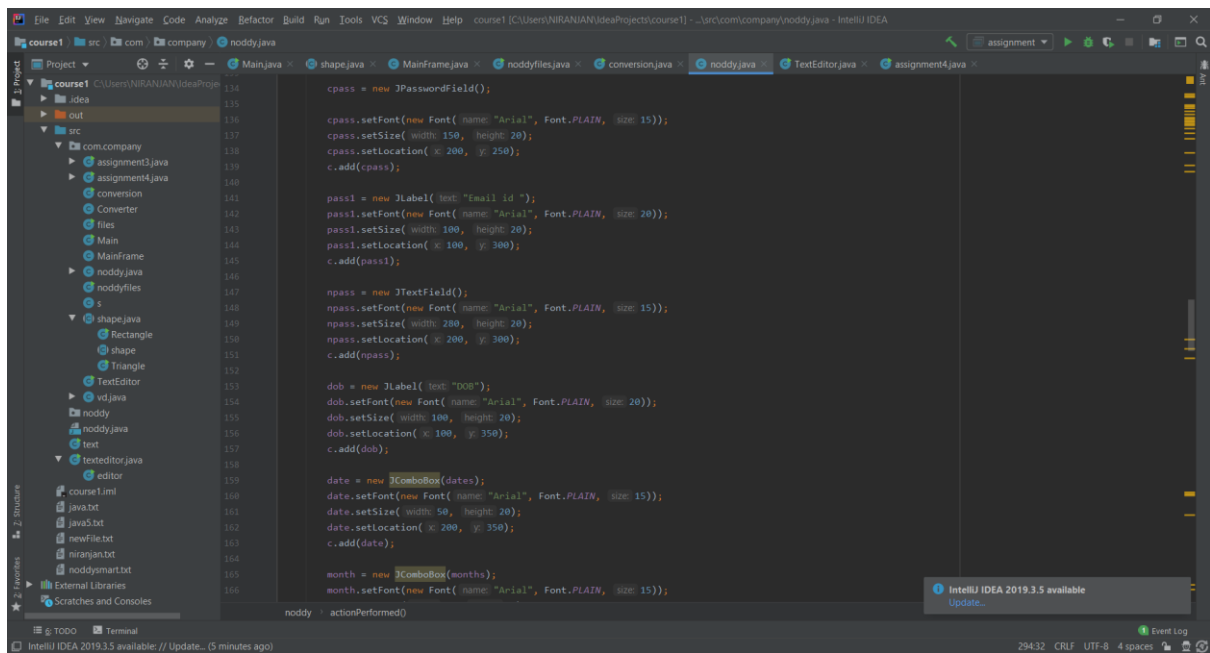 File Edit View Navigate Code Analyze Refactor Build Run Tools VCS Window Help course1 [C:\Users\NIRANJAN\IdeaProjects\course1] - ...\src\com\company\noddy.java - IntelliJ IDEA
course1 src com company noddy.java
assignment
Project
Main.java shape.java MainFrame.java noddyfiles.java conversion.java noddy.java TextEditor.java assignment4.java
1: Project
Ant
course1 C:\Users\NIRANJAN\IdeaProje
.idea
out
src
com.company
assignment3.java
assignment4.java
conversion
Converter
files
Main
MainFrame
noddy.java
noddyfiles
s
shape.java
Rectangle
shape
Triangle
TextEditor
vd.java
noddy
noddy.java
text
texteditor.java
editor
course1.iml
java.txt
java5.txt
newFile.txt
niranjan.txt
noddysmart.txt
External Libraries
Scratches and Consoles
Z: Structure
2: Favorites
134 cpass = new JPasswordField();
135
136 cpass.setFont(new Font( name: "Arial", Font.PLAIN, size: 15));
137 cpass.setSize( width: 150, height: 20);
138 cpass.setLocation( x: 200, y: 250);
139 c.add(cpass);
140
141 pass1 = new JLabel( text: "Email id ");
142 pass1.setFont(new Font( name: "Arial", Font.PLAIN, size: 20));
143 pass1.setSize( width: 100, height: 20);
144 pass1.setLocation( x: 100, y: 300);
145 c.add(pass1);
146
147 npass = new JTextField();
148 npass.setFont(new Font( name: "Arial", Font.PLAIN, size: 15));
149 npass.setSize( width: 280, height: 20);
150 npass.setLocation( x: 200, y: 300);
151 c.add(npass);
152
153 dob = new JLabel( text: "DOB");
154 dob.setFont(new Font( name: "Arial", Font.PLAIN, size: 20));
155 dob.setSize( width: 100, height: 20);
156 dob.setLocation( x: 100, y: 350);
157 c.add(dob);
158
159 date = new JComboBox(dates);
160 date.setFont(new Font( name: "Arial", Font.PLAIN, size: 15));
161 date.setSize( width: 50, height: 20);
162 date.setLocation( x: 200, y: 350);
163 c.add(date);
164
165 month = new JComboBox(months);
166 month.setFont(new Font( name: "Arial", Font.PLAIN, size: 15));
noddy actionPerformed()
IntelliJ IDEA 2019.3.5 available
Update...
6: TODO Terminal
1 Event Log
IntelliJ IDEA 2019.3.5 available: // Update... (5 minutes ago)
294:32 CRLF UTF-8 4 spaces